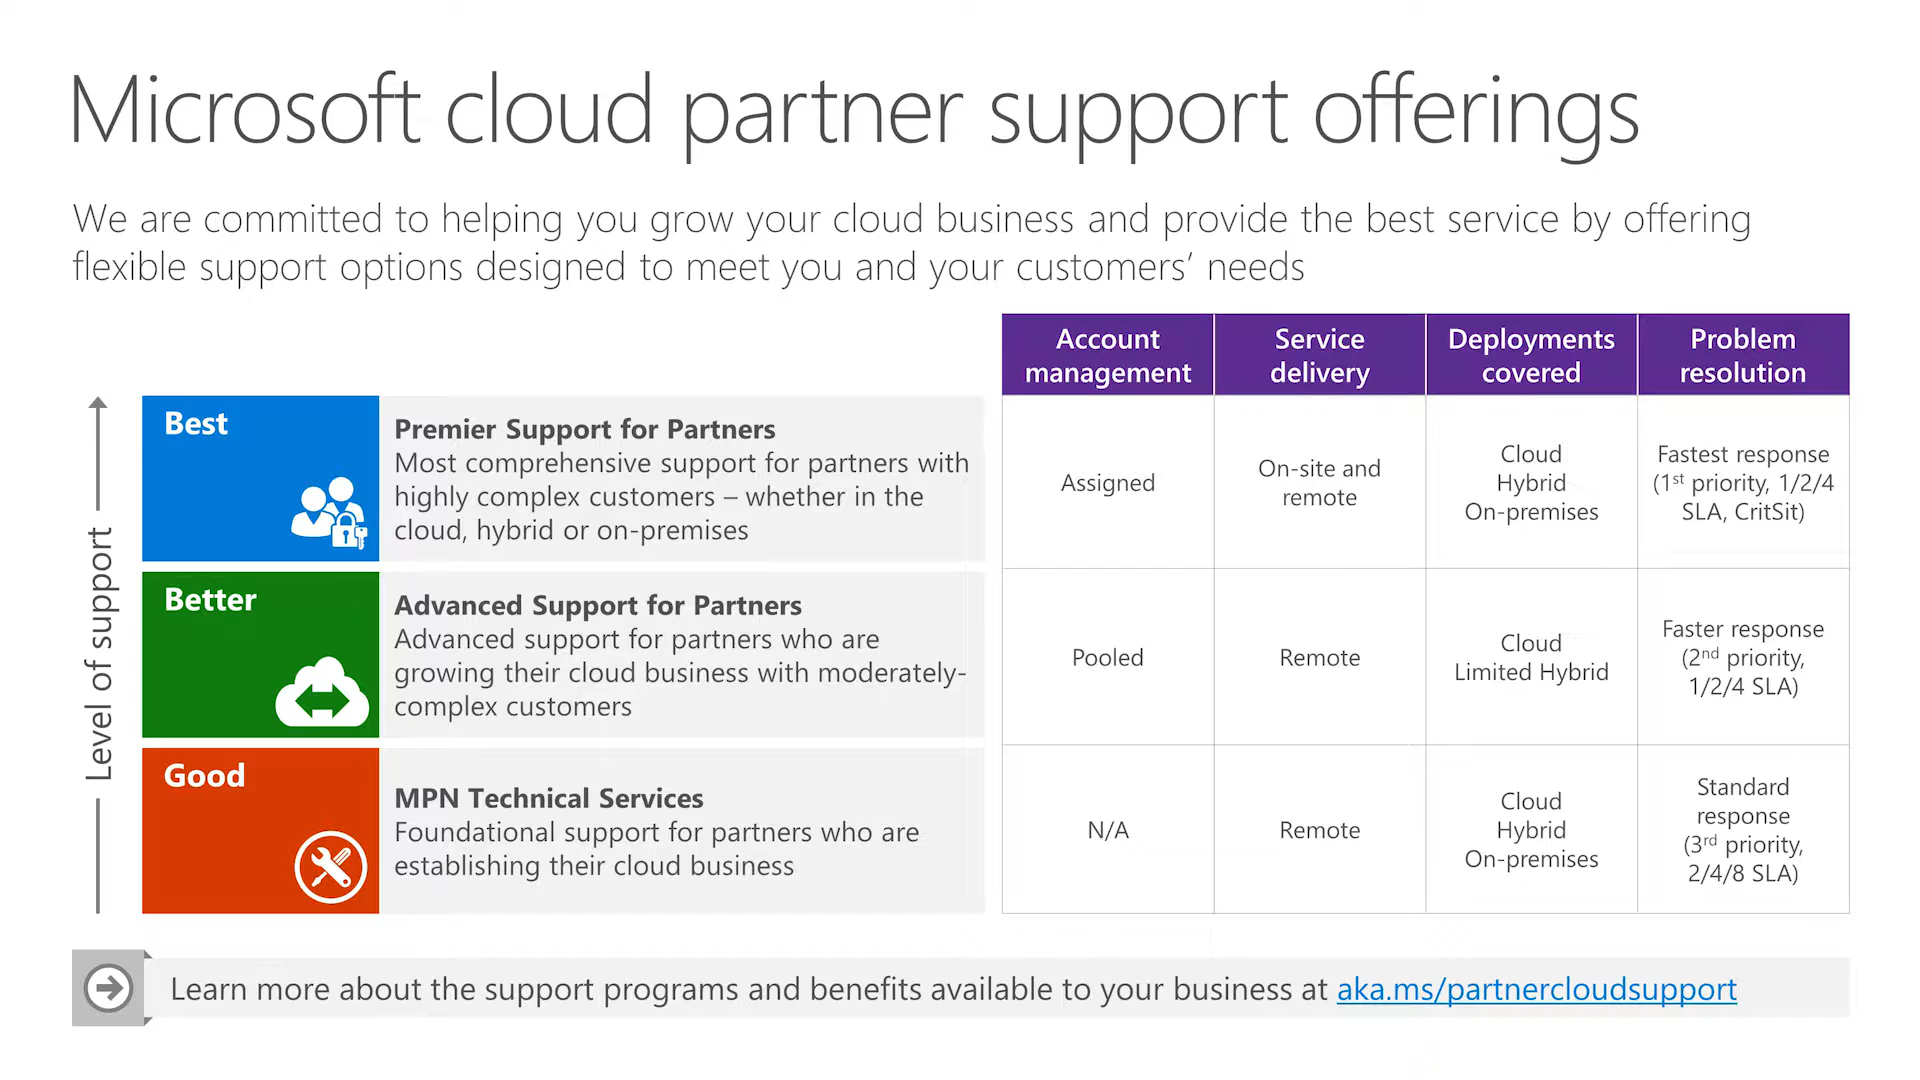 Microsoft cloud partner support offerings
We are committed to helping you grow your cloud business and provide the best service by offering
flexible support options designed to meet you and your customers’ needs
Account
management
Service
delivery
Deployments
covered
Problem
resolution
Level of support
Best
Premier Support for Partners
Most comprehensive support for partners with
highly complex customers – whether in the
cloud, hybrid or on-premises
Assigned
On-site and
remote
Cloud
Hybrid
On-premises
Fastest response
(1st priority, 1/2/4
SLA, CritSit)
Better
Advanced Support for Partners
Advanced support for partners who are
growing their cloud business with moderately-
complex customers
Pooled
Remote
Cloud
Limited Hybrid
Faster response
(2nd priority,
1/2/4 SLA)
Good
MPN Technical Services
Foundational support for partners who are
establishing their cloud business
N/A
Remote
Cloud
Hybrid
On-premises
Standard
response
(3rd priority,
2/4/8 SLA)
Learn more about the support programs and benefits available to your business at aka.ms/partnercloudsupport